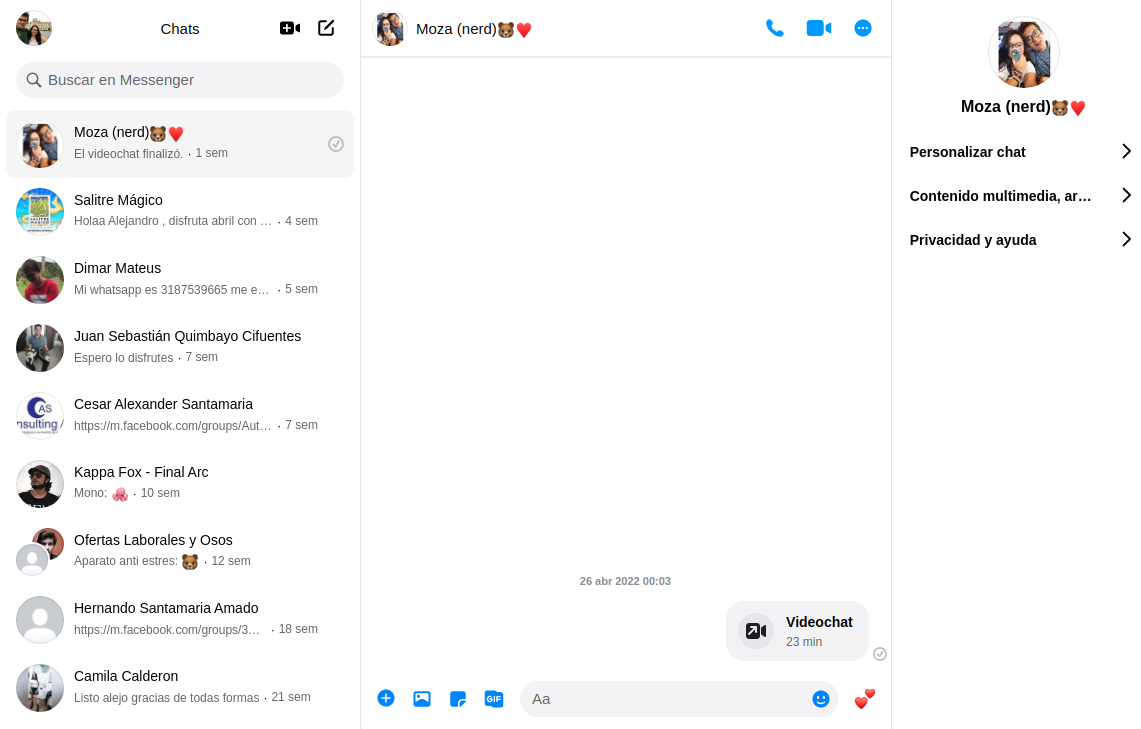 Chats
Buscar en Messenger
Moza (nerd)🐻❤️
El videochat finalizó. · 1 sem
Salitre Mágico
Holaa Alejandro , disfruta abril con … · 4 sem
Dimar Mateus
Mi whatsapp es 3187539665 me e… · 5 sem
Juan Sebastián Quimbayo Cifuentes
Espero lo disfrutes · 7 sem
Cesar Alexander Santamaria
https://m.facebook.com/groups/Aut… · 7 sem
Kappa Fox - Final Arc
Mono: 🐙 · 10 sem
Ofertas Laborales y Osos
Aparato anti estres: 🐻 · 12 sem
Hernando Santamaria Amado
https://m.facebook.com/groups/3… · 18 sem
Camila Calderon
Listo alejo gracias de todas formas · 21 sem
Moza (nerd)🐻❤️
26 abr 2022 00:03
Videochat
23 min
GIF
Aa
Moza (nerd)🐻❤️
Personalizar chat
Contenido multimedia, ar…
Privacidad y ayuda